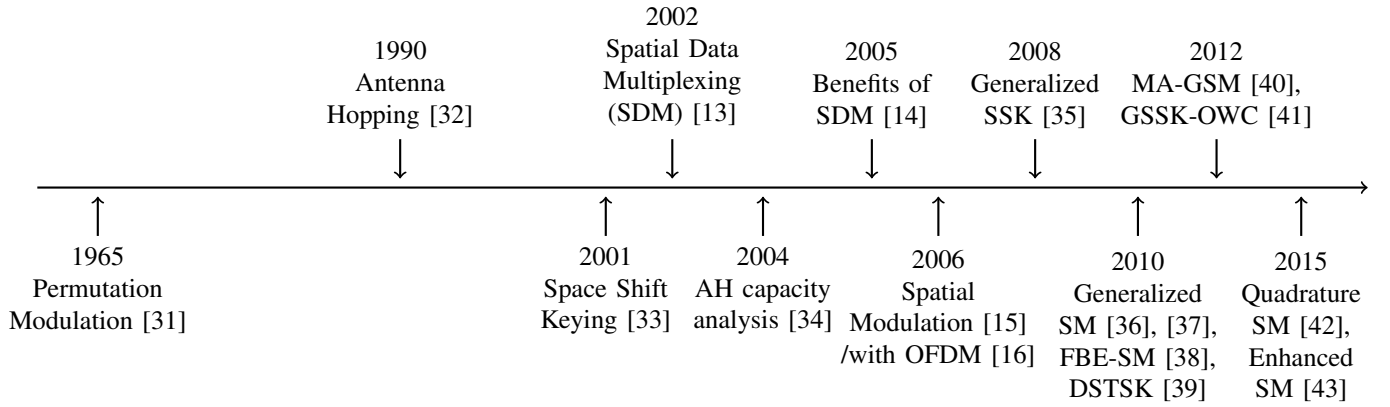 1990
Antenna
Hopping [32]
2002
Spatial Data
Multiplexing
(SDM) [13]
2005
Benefits of
SDM [14]
2008
Generalized
SSK [35]
2012
MA-GSM [40],
GSSK-OWC [41]
1965
Permutation
Modulation [31]
2001
Space Shift
Keying [33]
2004
AH capacity
analysis [34]
2006
Spatial
Modulation [15]
/with OFDM [16]
2010
Generalized
SM [36], [37],
FBE-SM [38],
DSTSK [39]
2015
Quadrature
SM [42],
Enhanced
SM [43]